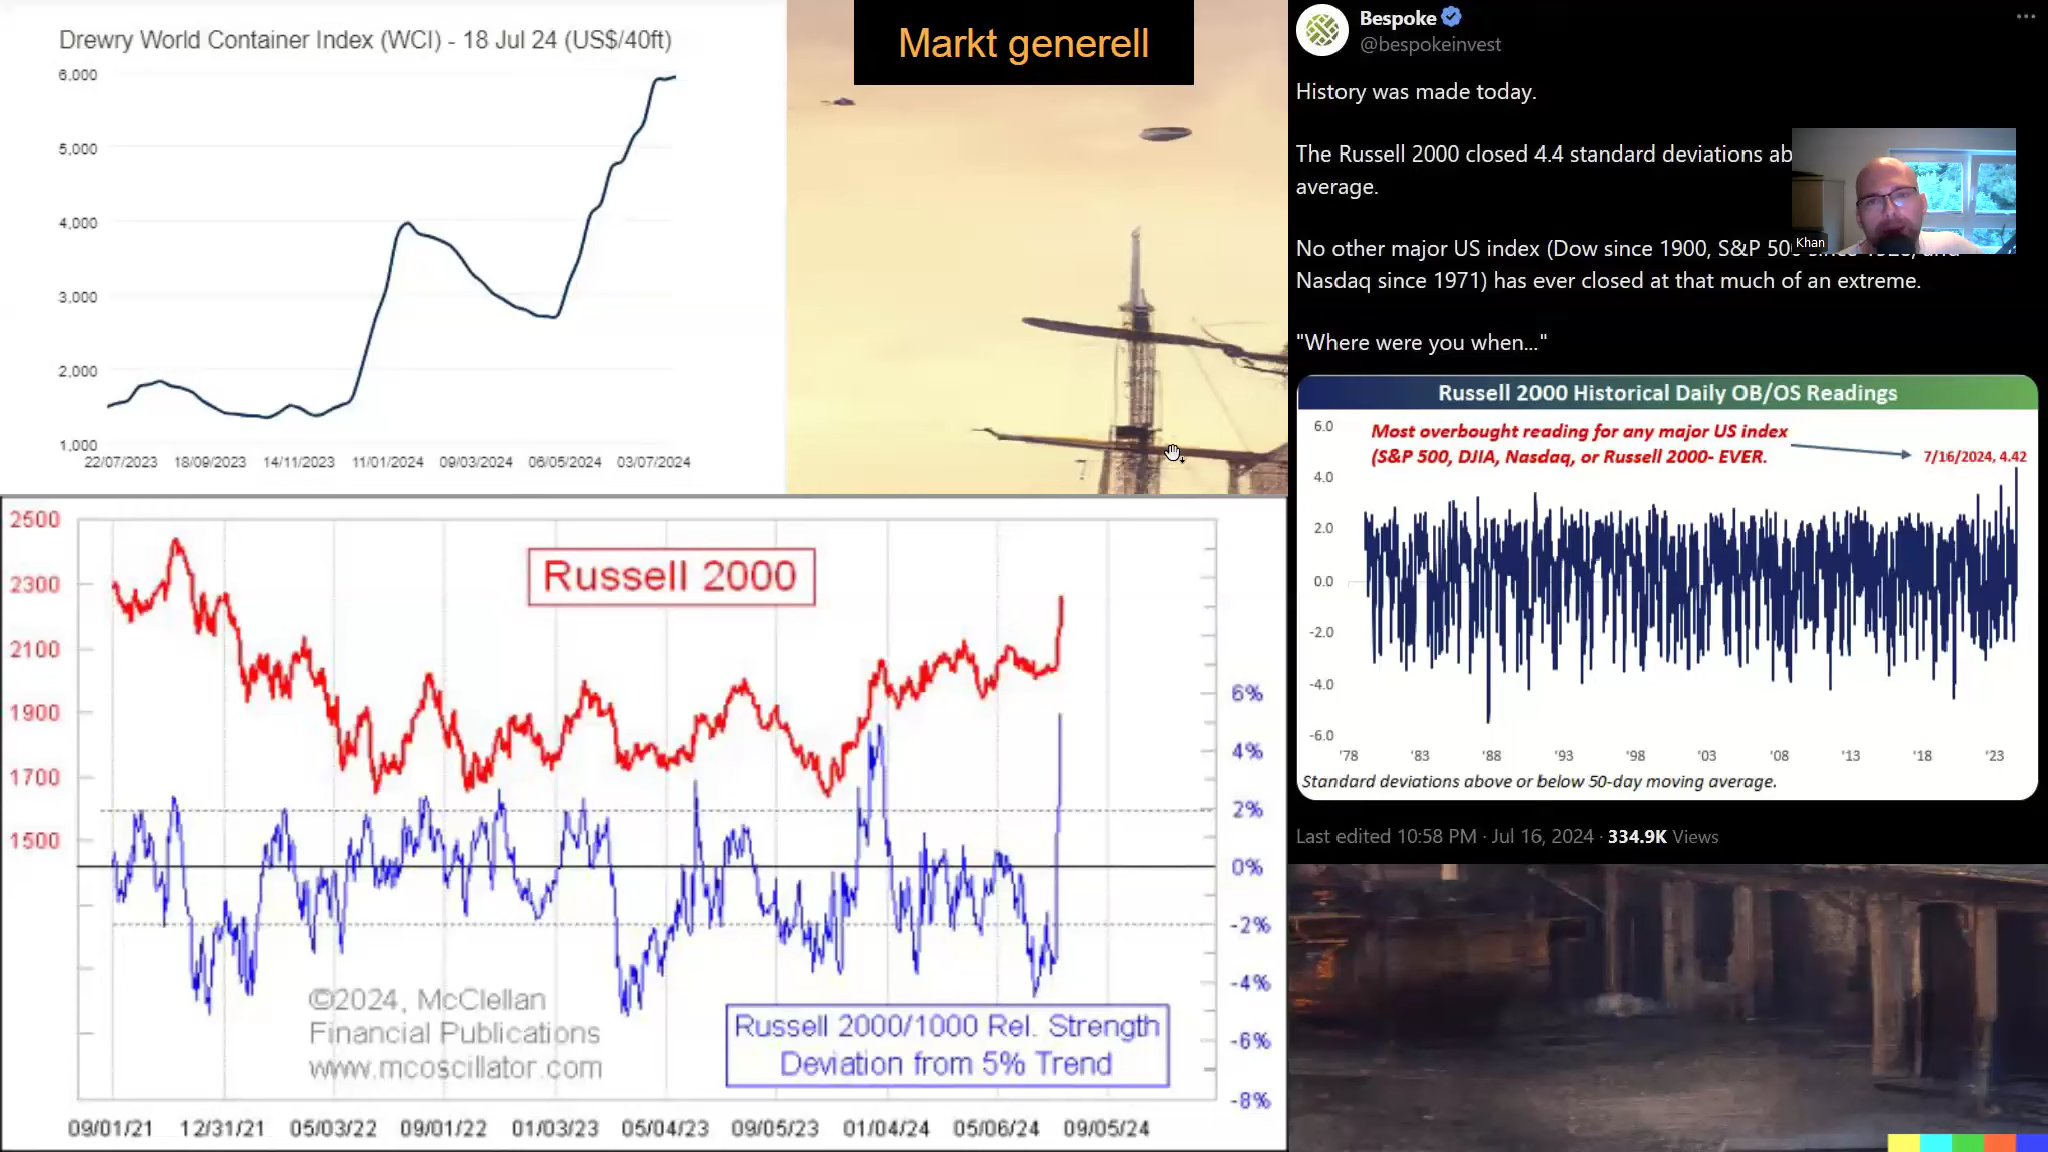 Drewry World Container Index (WCI) - 18 Jul 24 (US$/40ft)
6,000
5,000
4,000
3,000
2,000
1,000
22/07/2023 18/09/2023 14/11/2023 11/01/2024 09/03/2024 06/05/2024 03/07/2024
Markt generell
2500
2300
2100
1900
1700
1500
Russell 2000
6%
4%
2%
0%
-2%
-4%
-6%
-8%
©2024, McClellan
Financial Publications
www.mcoscillator.com
Russell 2000/1000 Rel. Strength
Deviation from 5% Trend
09/01/21 12/31/21 05/03/22 09/01/22 01/03/23 05/04/23 09/05/23 01/04/24 05/06/24 09/05/24
Bespoke
@bespokeinvest
History was made today.
The Russell 2000 closed 4.4 standard deviations
average.
No other major US index (Dow since 1900, S&P
Nasdaq since 1971) has ever closed at that much of an extreme.
"Where were you when..."
Khan
Russell 2000 Historical Daily OB/OS Readings
Most overbought reading for any major US index
(S&P 500, DJIA, Nasdaq, or Russell 2000- EVER.
7/16/2024, 4.42
6.0
4.0
2.0
0.0
-2.0
-4.0
-6.0
'78 '83 '88 '93 '98 '03 '08 '13 '18 '23
Standard deviations above or below 50-day moving average.
Last edited 10:58 PM · Jul 16, 2024 · 334.9K Views